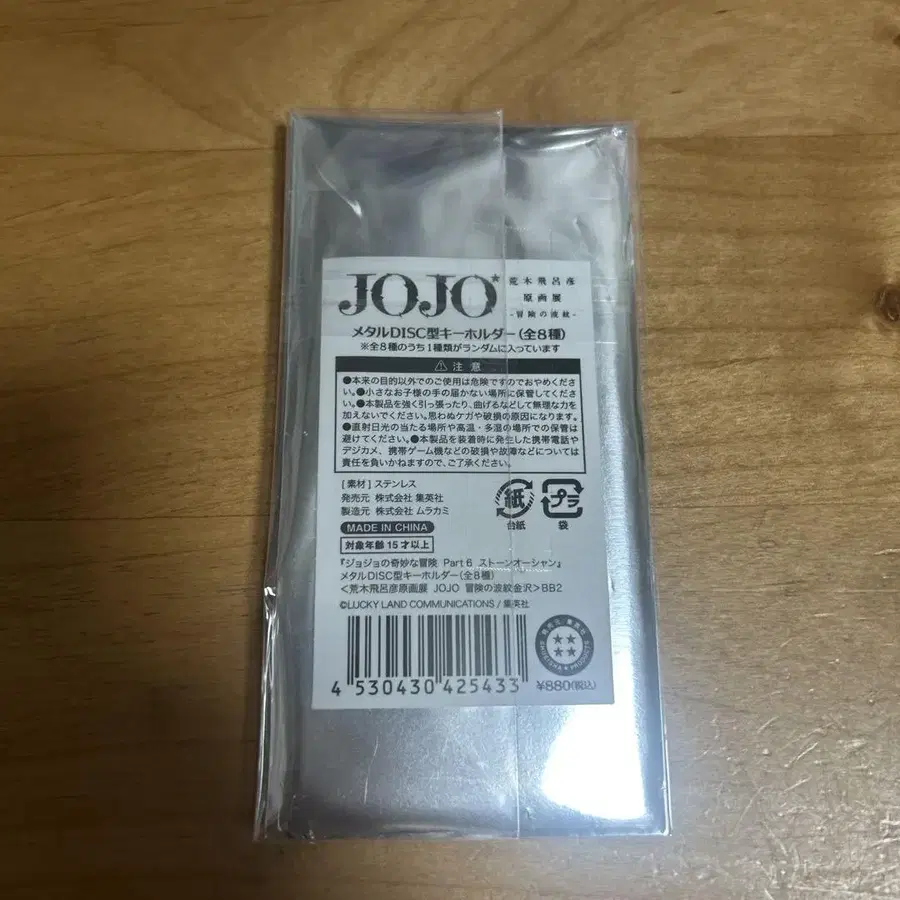 JOJO
荒木飛呂彦
原画展
-冒険の波紋-
メタルDISC型キーホルダー(全8種)
※全8種のうち1種類がランダムに入っています
⚠注意
●本来の目的以外でのご使用は危険ですのでおやめくださ
い。●小さなお子様の手の届かない場所に保管してくださ
い。●本製品を強く引っ張ったり、曲げるなどして無理な力を
加えないでください。思わぬケガや破損の原因になります。
●直射日光の当たる場所や高温・多湿の場所での保管は
避けてください。●本製品を装着時に発生した携帯電話や
デジカメ、携帯ゲーム機などの破損や故障などについては
責任を負いかねますので、ご了承ください。
[素材] ステンレス
発売元 株式会社 集英社
製造元 株式会社 ムラカミ
紙
台紙
プラ
袋
MADE IN CHINA
対象年齢 15才以上
『ジョジョの奇妙な冒険 Part6 ストーンオーシャン』
メタルDISC型キーホルダー(全8種)
<荒木飛呂彦原画展 JOJO 冒険の波紋金沢>BB2
©LUCKY LAND COMMUNICATIONS / 集英社
発売元 集英社
SHUEISHA PRODUCTS
4 530430 425433
¥880(税込)